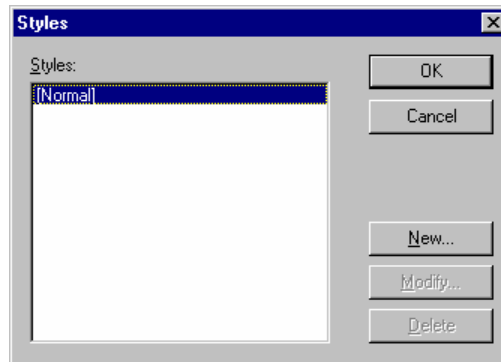 Styles
Styles:
[Normal]
OK
Cancel
New...
Modify...
Delete